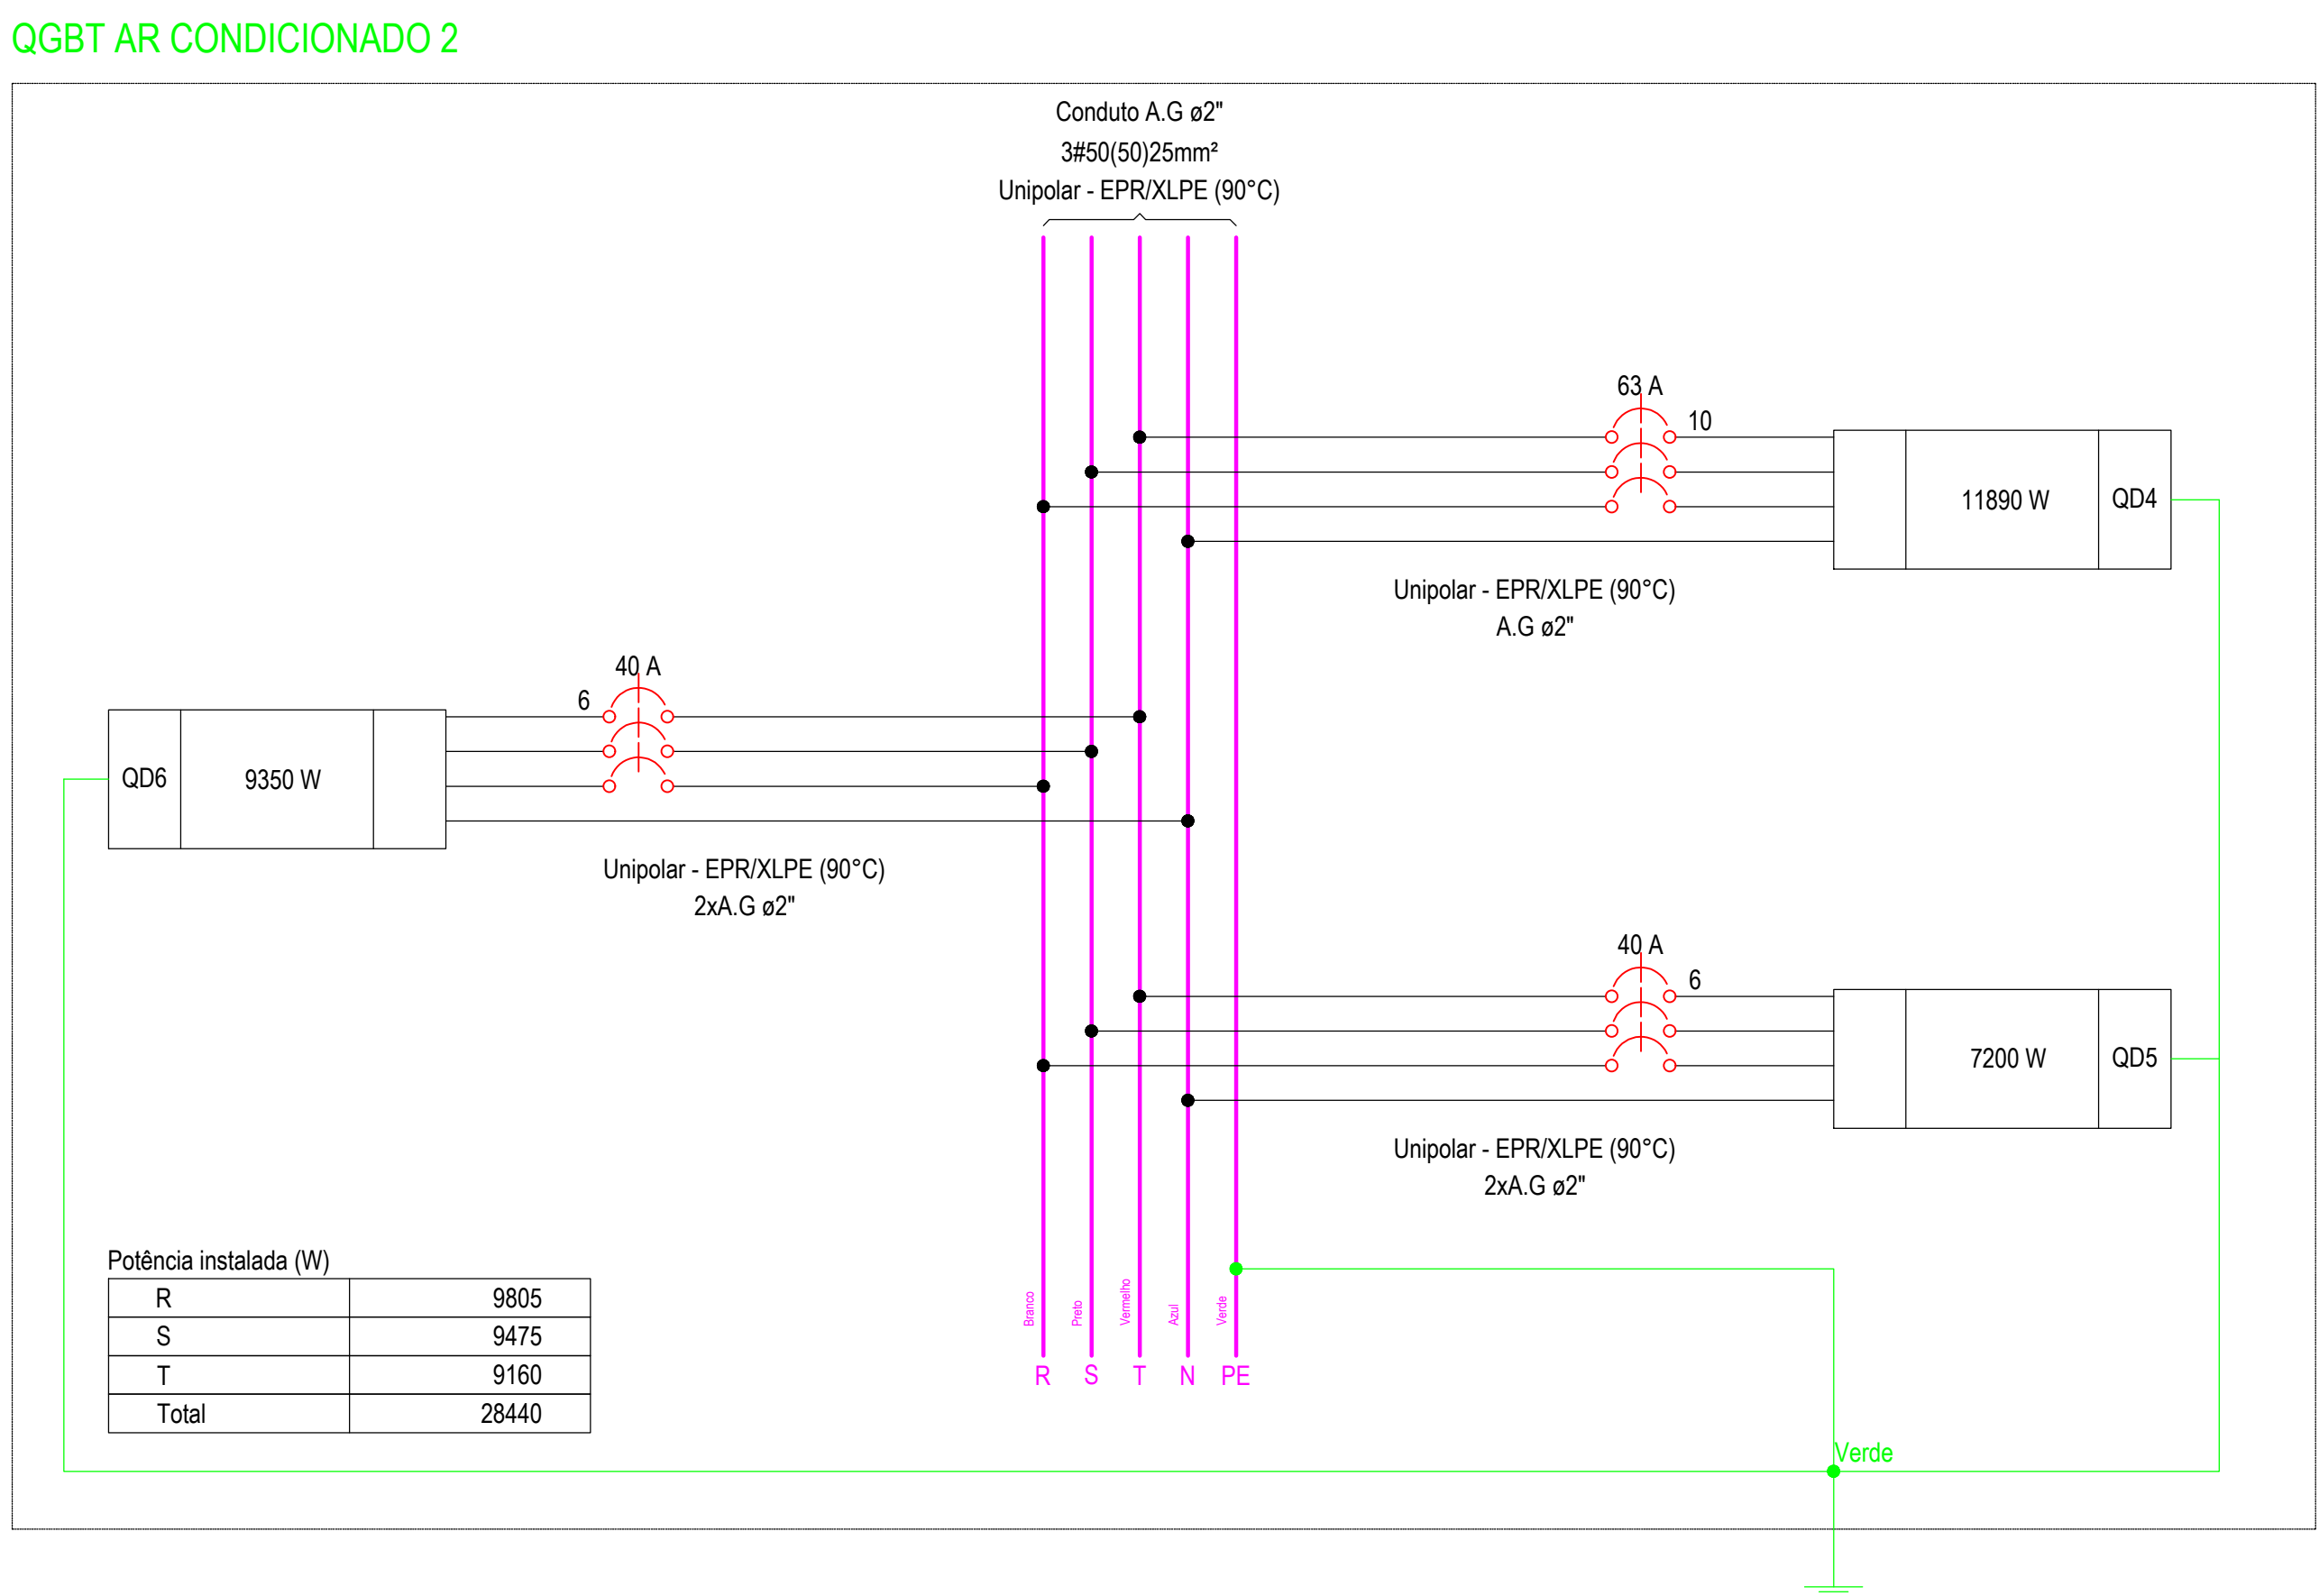 QGBT AR CONDICIONADO 2
Conduto A.G ø2"
3#50(50)25mm²
Unipolar - EPR/XLPE (90°C)
63 A
10
11890 W
QD4
Unipolar - EPR/XLPE (90°C)
A.G ø2"
40 A
6
QD6
9350 W
Unipolar - EPR/XLPE (90°C)
2xA.G ø2"
40 A
6
7200 W
QD5
Unipolar - EPR/XLPE (90°C)
2xA.G ø2"
Potência instalada (W)
R 9805
S 9475
T 9160
Total 28440
Branco
Preto
Vermelho
Azul
Verde
R S T N PE
Verde